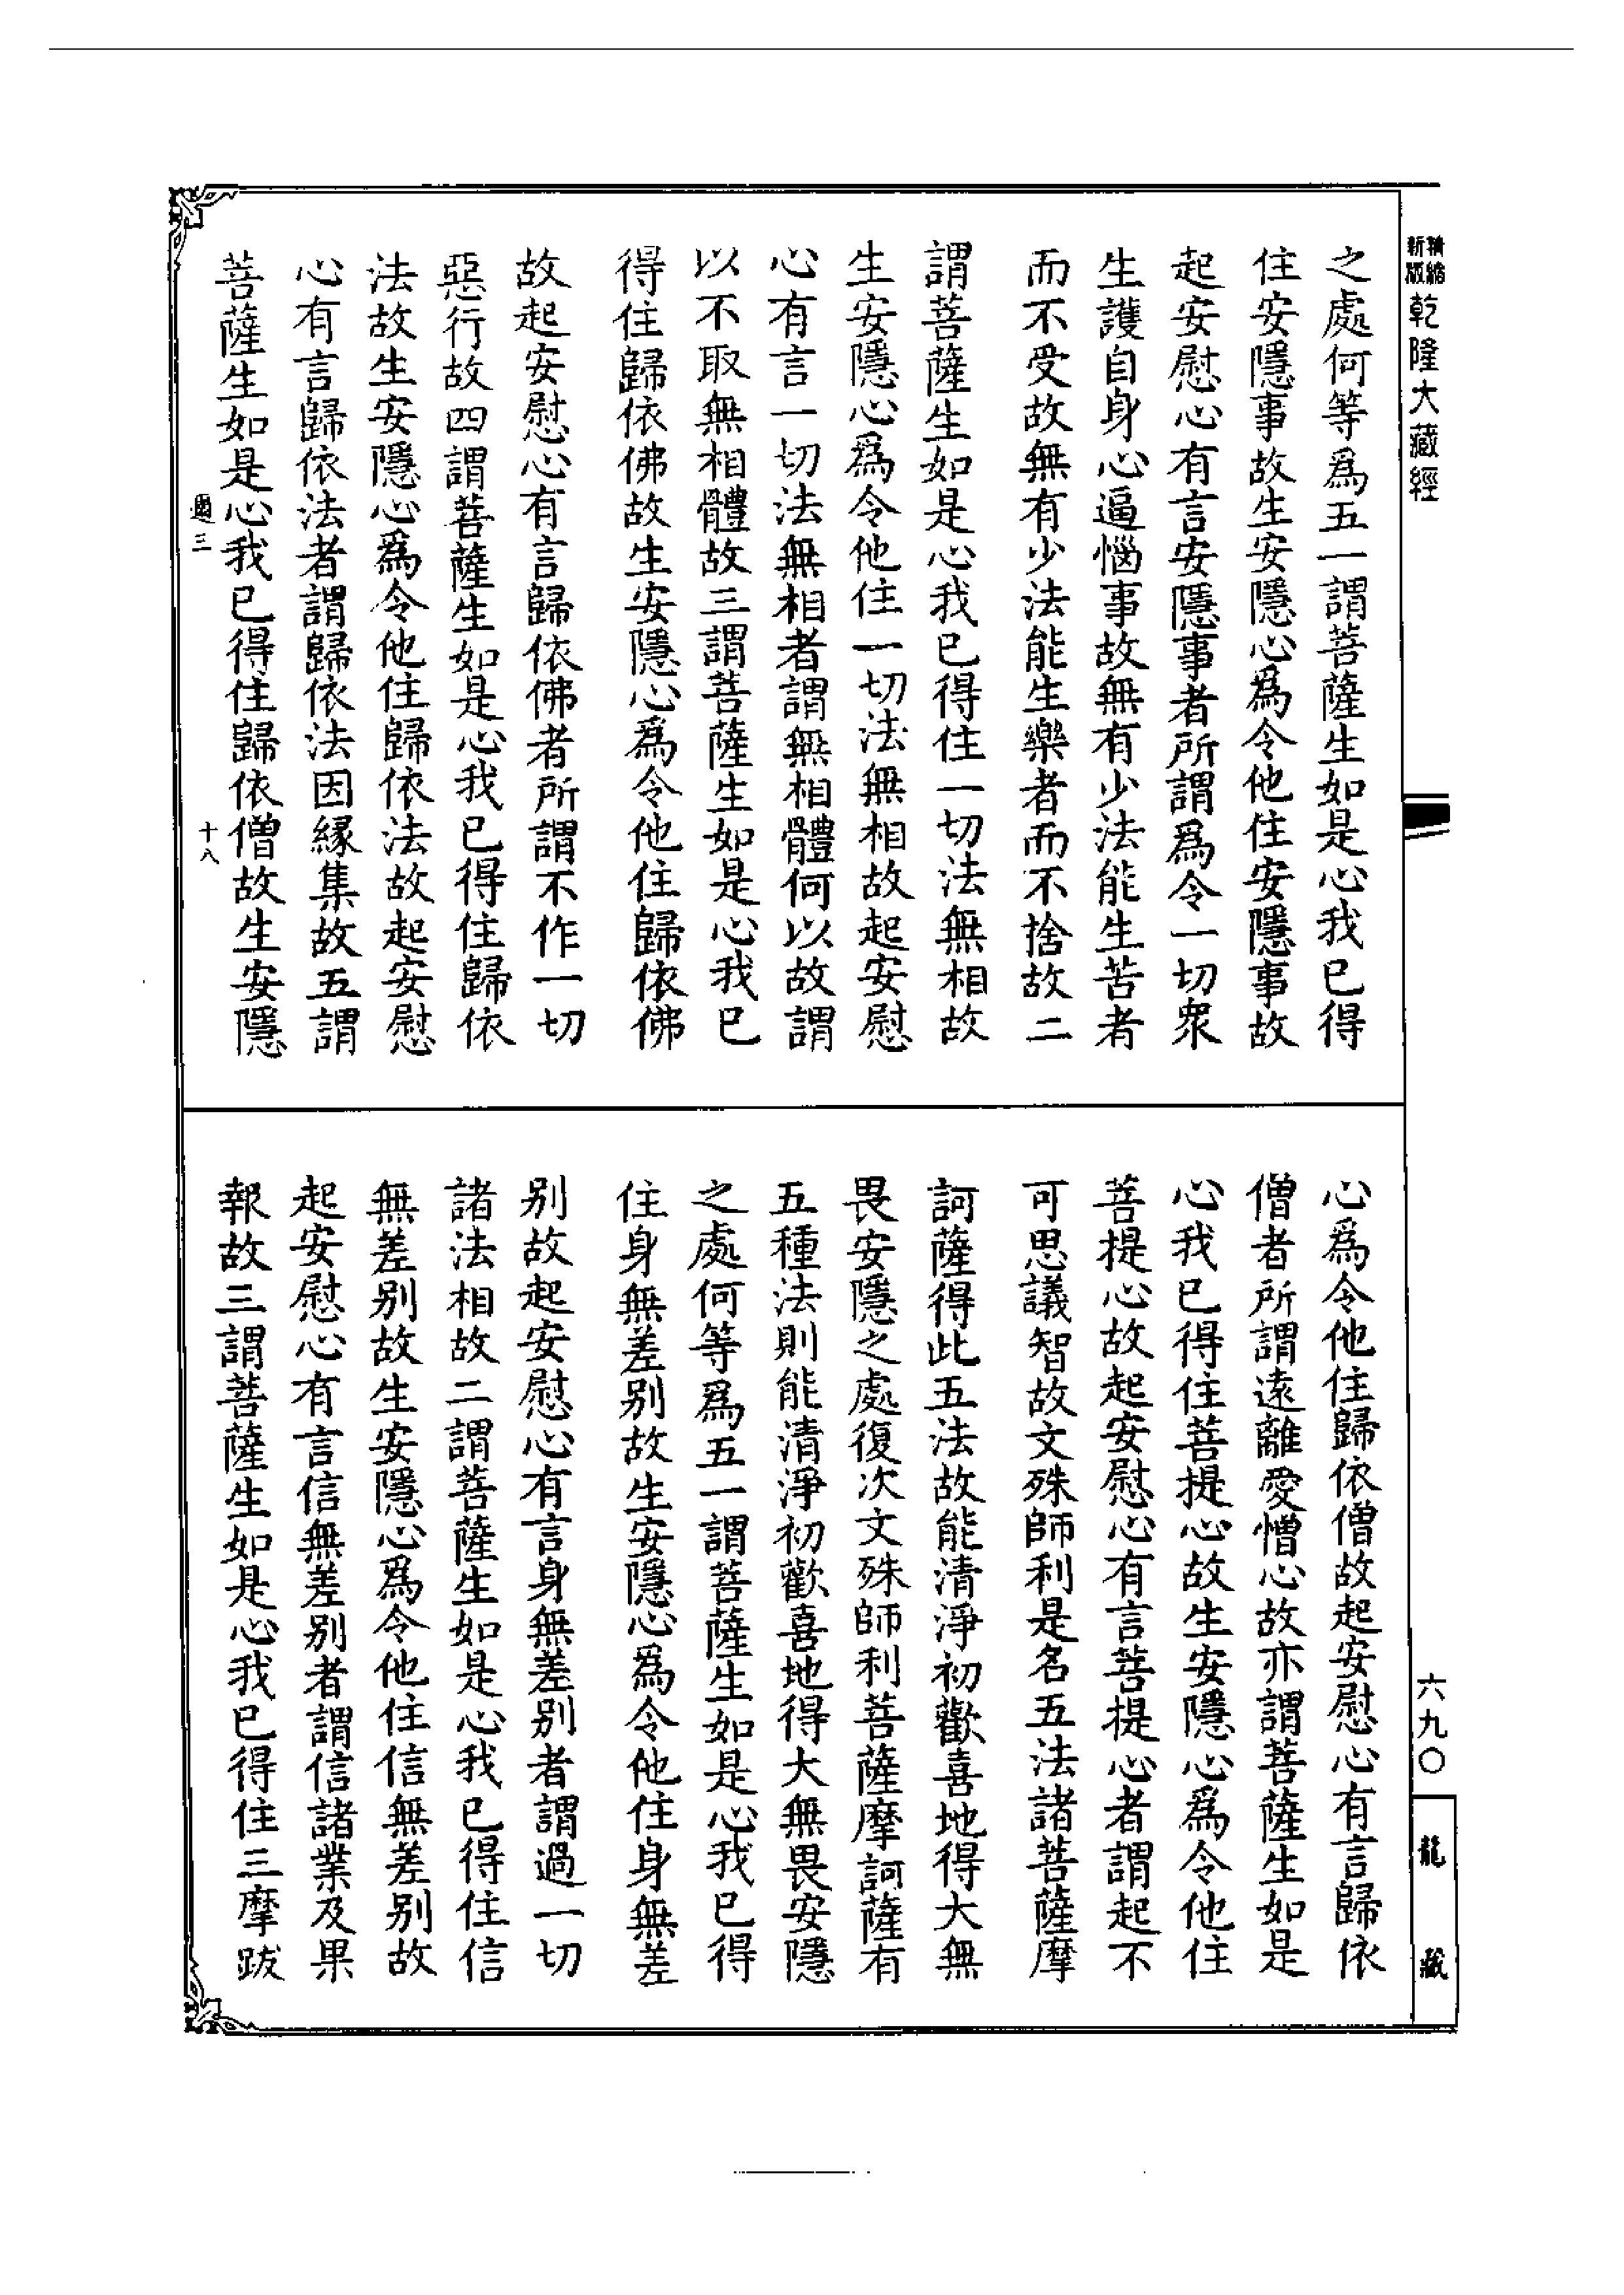 精縮新版乾隆大藏經
之處何等為五一謂菩薩生如是心我已得
住安隱事故生安隱心為令他住安隱事故
起安慰心有言安隱事者所謂為令一切衆
生護自身心逼惱事故無有少法能生苦者
而不受故無有少法能生樂者而不捨故二
謂菩薩生如是心我已得住一切法無相故
生安隱心為令他住一切法無相故起安慰
心有言一切法無相者謂無相體何以故謂
以不取無相體故三謂菩薩生如是心我已
得住歸依佛故生安隱心為令他住歸依佛
故起安慰心有言歸依佛者所謂不作一切
惡行故四謂菩薩生如是心我已得住歸依
法故生安隱心為令他住歸依法故起安慰
心有言歸依法者謂歸依法因緣集故五謂
菩薩生如是心我已得住歸依僧故生安隱
三
十八
心為令他住歸依僧故起安慰心有言歸依
僧者所謂遠離愛憎心故亦謂菩薩生如是
心我已得住菩提心故生安隱心為令他住
菩提心故起安慰心有言菩提心者謂起不
可思議智故文殊師利是名五法諸菩薩摩
訶薩得此五法故能清淨初歡喜地得大無
畏安隱之處復次文殊師利菩薩摩訶薩有
五種法則能清淨初歡喜地得大無畏安隱
之處何等為五一謂菩薩生如是心我已得
住身無差別故生安隱心為令他住身無差
別故起安慰心有言身無差別者謂過一切
諸法相故二謂菩薩生如是心我已得住信
無差別故生安隱心為令他住信無差別故
起安慰心有言信無差別者謂信諸業及果
報故三謂菩薩生如是心我已得住三摩跋
六九〇
龍藏